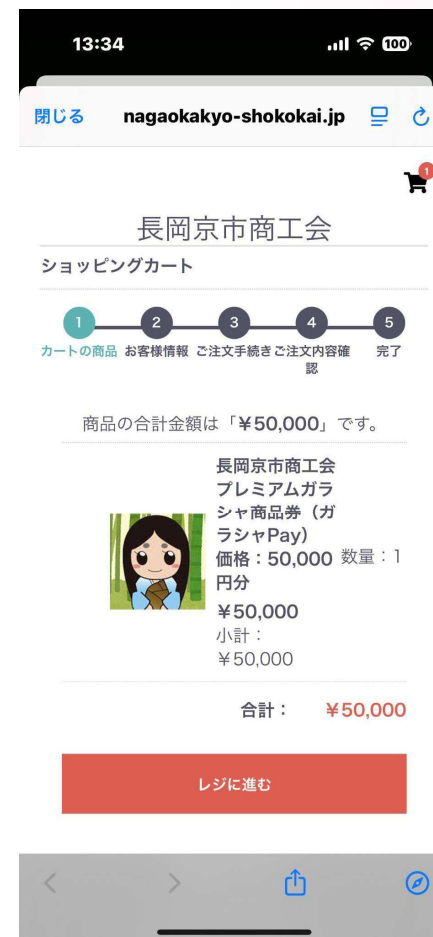 13:34
100
閉じる nagaokakyo-shokokai.jp
1
長岡京市商工会
ショッピングカート
1 2 3 4 5
カートの商品 お客様情報 ご注文手続き ご注文内容確 完了
認
商品の合計金額は「¥50,000」です。
長岡京市商工会
プレミアムガラ
シャ商品券（ガ
ラシャPay）
価格：50,000 数量：1
円分
¥50,000
小計：
¥50,000
合計： ¥50,000
レジに進む